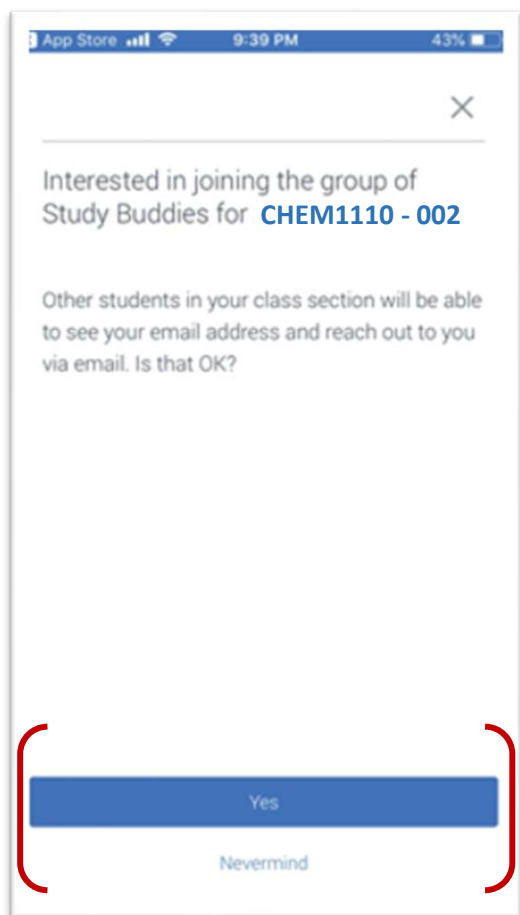 App Store 9:39 PM 43%
Interested in joining the group of
Study Buddies for CHEM1110 - 002
Other students in your class section will be able
to see your email address and reach out to you
via email. Is that OK?
Yes
Nevermind